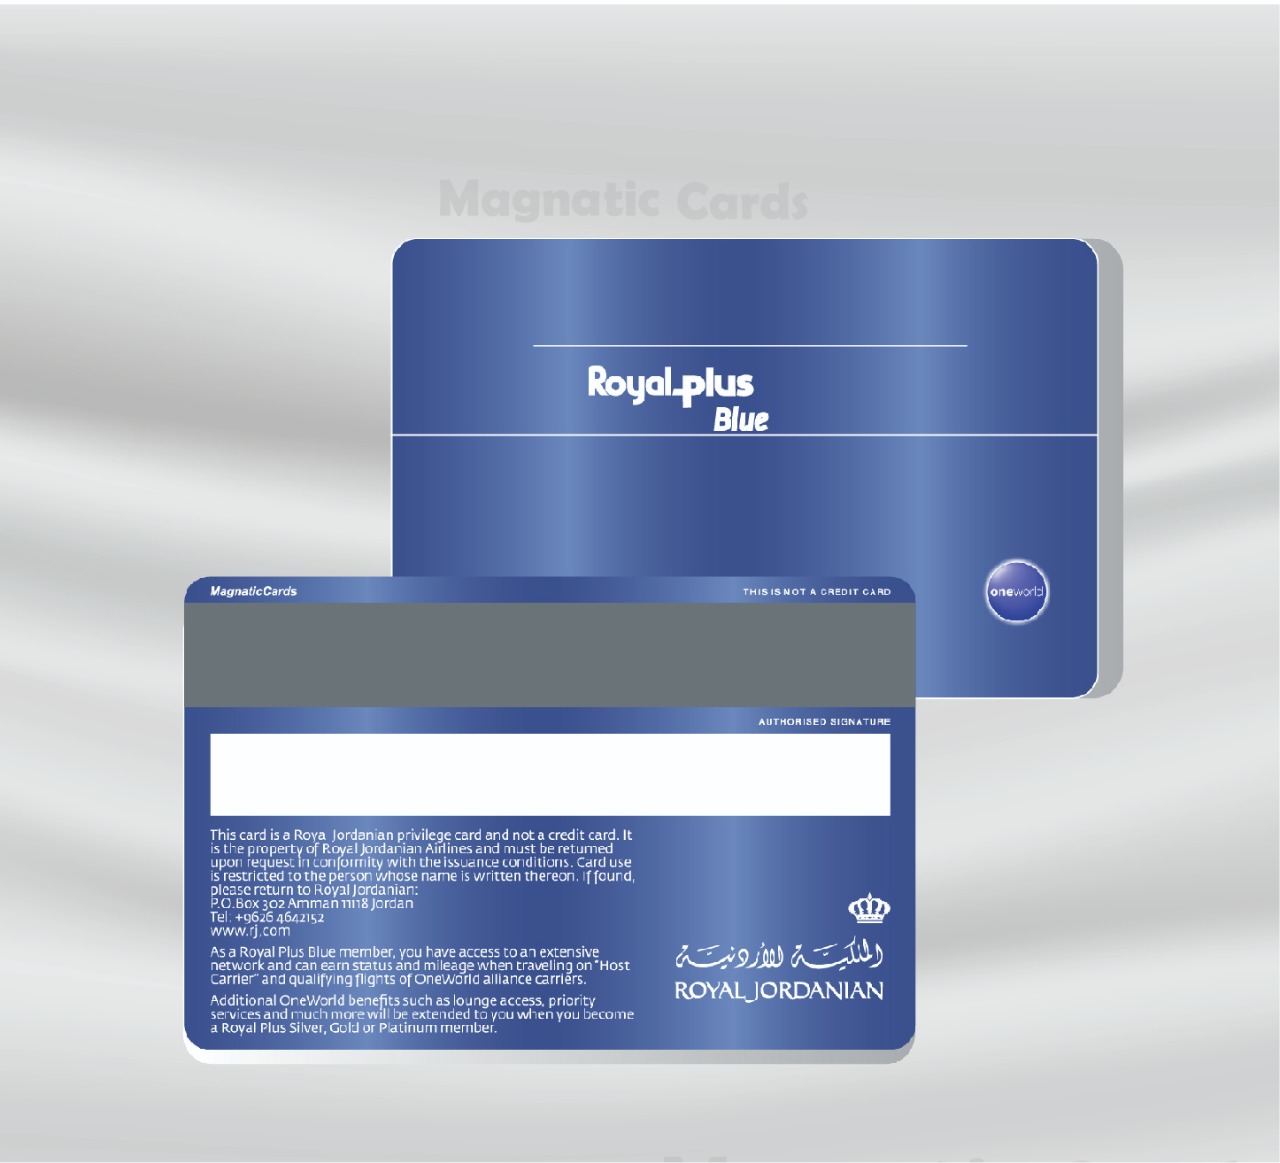 Magnatic Cards
Royal plus
Blue
oneworld
MagnaticCards
THIS IS NOT A CREDIT CARD
AUTHORISED SIGNATURE
This card is a Roya Jordanian privilege card and not a credit card. It
is the property of Royal Jordanian Airlines and must be returned
upon request in conformity with the issuance conditions. Card use
is restricted to the person whose name is written thereon. If found,
please return to Royal Jordanian:
P.O.Box 302 Amman 11118 Jordan
Tel: +9626 4642152
www.rj.com
As a Royal Plus Blue member, you have access to an extensive
network and can earn status and mileage when traveling on "Host
Carrier" and qualifying flights of OneWorld alliance carriers.
Additional OneWorld benefits such as lounge access, priority
services and much more will be extended to you when you become
a Royal Plus Silver, Gold or Platinum member.
الملكيــة الأردنيــة
ROYAL JORDANIAN